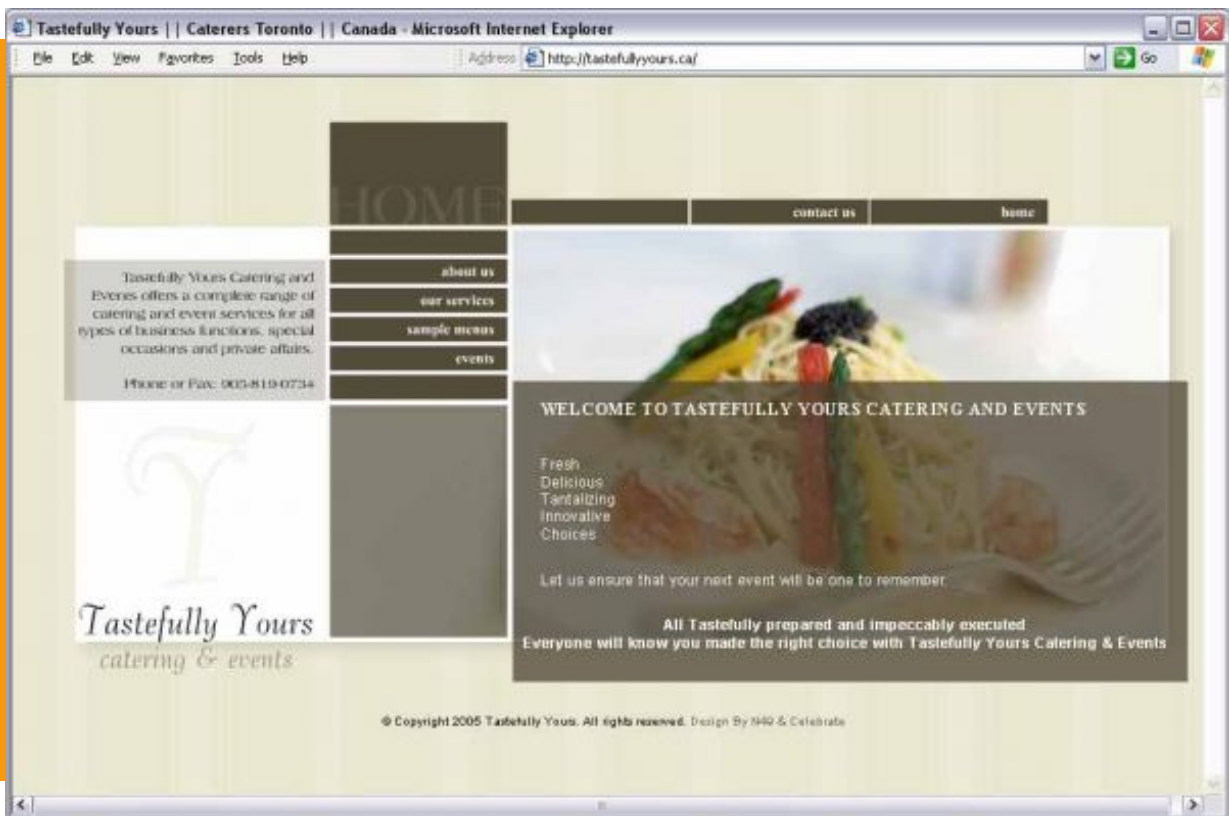 Tastefully Yours || Caterers Toronto || Canada - Microsoft Internet Explorer
File Edit View Favorites Tools Help
Address http://tastefullyyours.ca/ Go
HOME
contact us home
about us
our services
sample menus
events
Tastefully Yours Catering and
Events offers a complete range of
catering and event services for all
types of business functions, special
occasions and private affairs.
Phone or Fax: 905-819-0734
T
Tastefully Yours
catering & events
WELCOME TO TASTEFULLY YOURS CATERING AND EVENTS
Fresh
Delicious
Tantalizing
Innovative
Choices
Let us ensure that your next event will be one to remember.
All Tastefully prepared and impeccably executed
Everyone will know you made the right choice with Tastefully Yours Catering & Events
© Copyright 2005 Tastefully Yours. All rights reserved. Design By N49 & Celebrate